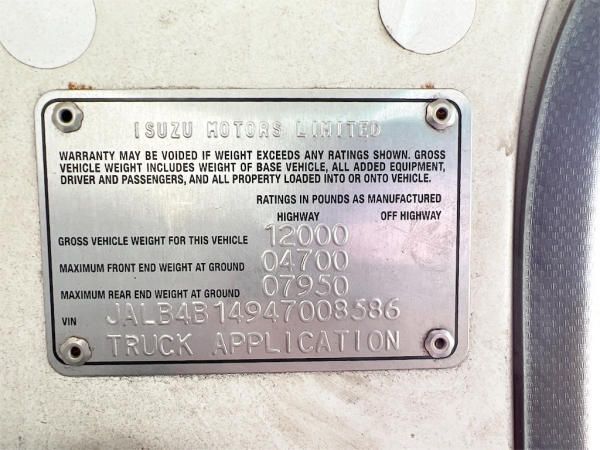 ISUZU MOTORS LIMITED
WARRANTY MAY BE VOIDED IF WEIGHT EXCEEDS ANY RATINGS SHOWN. GROSS
VEHICLE WEIGHT INCLUDES WEIGHT OF BASE VEHICLE, ALL ADDED EQUIPMENT,
DRIVER AND PASSENGERS, AND ALL PROPERTY LOADED INTO OR ONTO VEHICLE.
RATINGS IN POUNDS AS MANUFACTURED
HIGHWAY OFF HIGHWAY
GROSS VEHICLE WEIGHT FOR THIS VEHICLE 12000
MAXIMUM FRONT END WEIGHT AT GROUND 04700
MAXIMUM REAR END WEIGHT AT GROUND 07950
VIN JALB4B14947008586
TRUCK APPLICATION